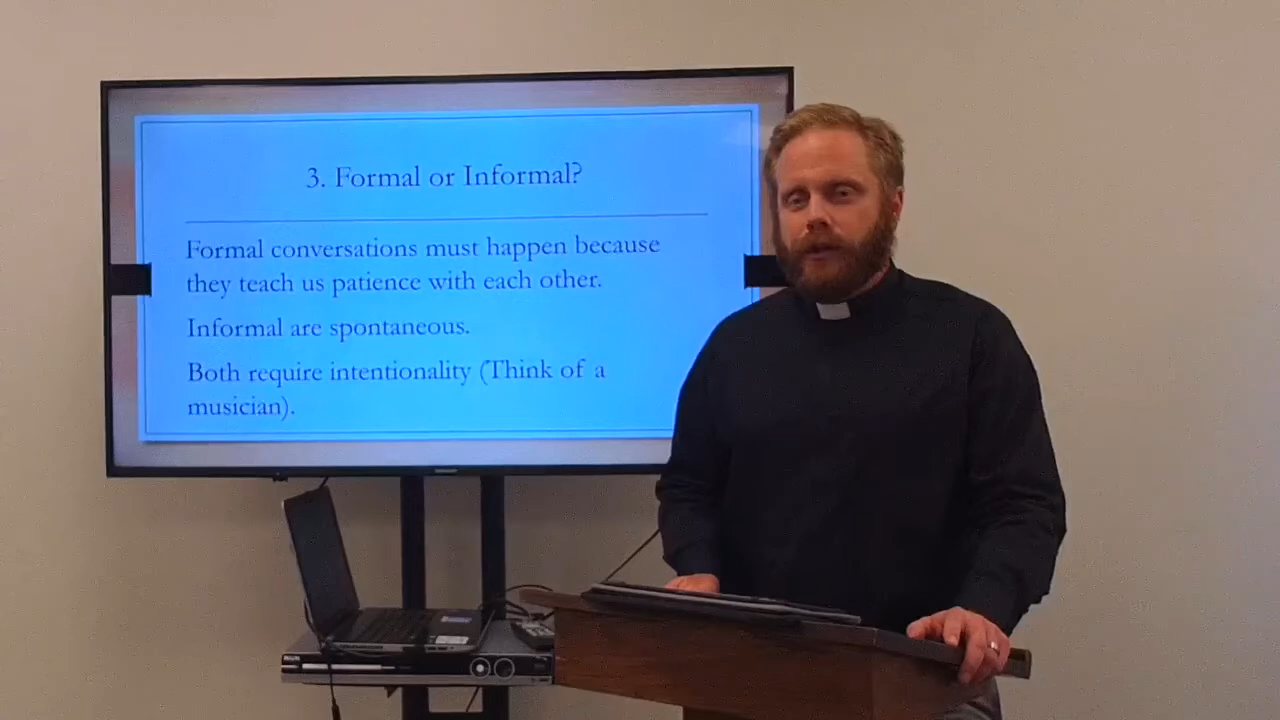 3. Formal or Informal?
Formal conversations must happen because
they teach us patience with each other.
Informal are spontaneous.
Both require intentionality (Think of a
musician).